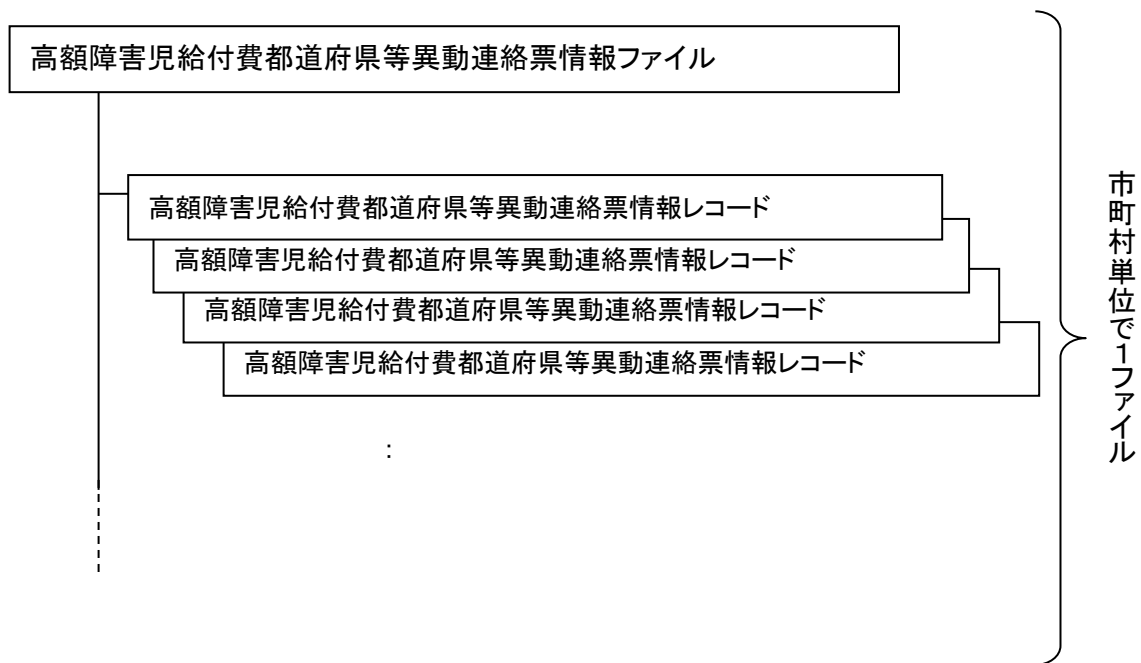 高額障害児給付費都道府県等異動連絡票情報ファイル
高額障害児給付費都道府県等異動連絡票情報レコード
高額障害児給付費都道府県等異動連絡票情報レコード
高額障害児給付費都道府県等異動連絡票情報レコード
高額障害児給付費都道府県等異動連絡票情報レコード
:
市町村単位で1ファイル